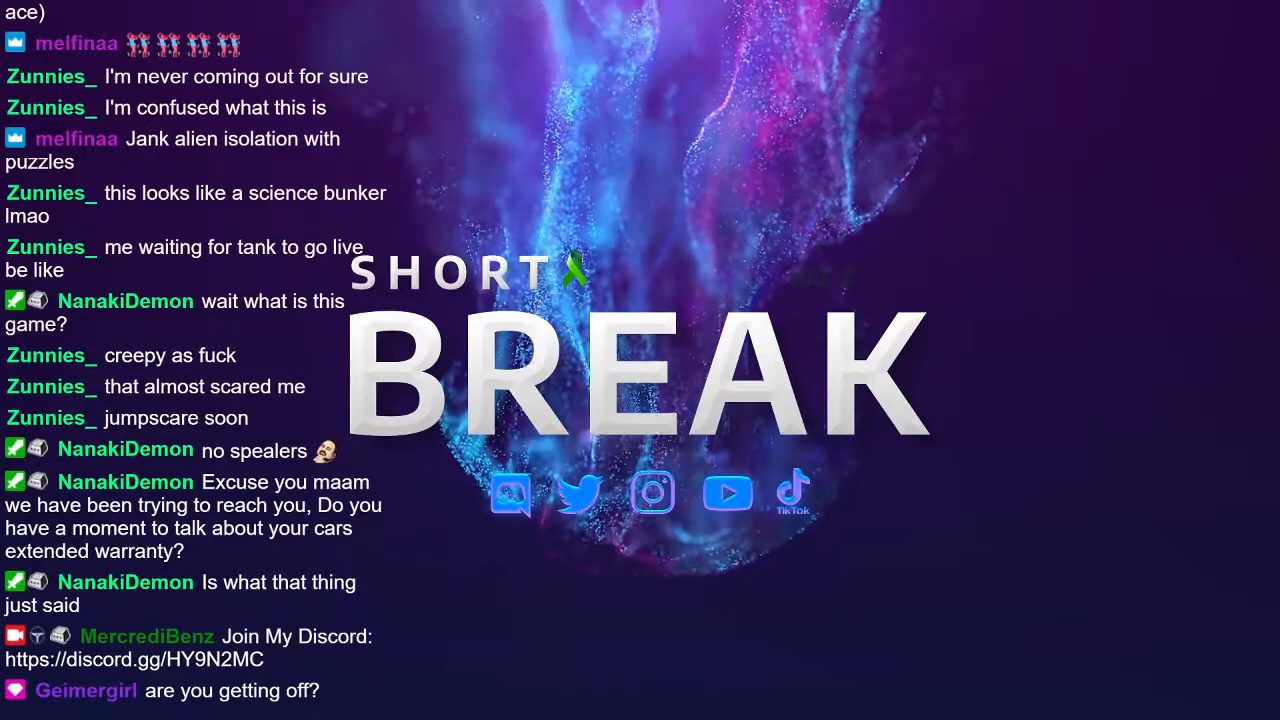 ace)
melfinaa
Zunnies_ I'm never coming out for sure
Zunnies_ I'm confused what this is
melfinaa Jank alien isolation with
puzzles
Zunnies_ this looks like a science bunker
lmao
Zunnies_ me waiting for tank to go live
be like
NanakiDemon wait what is this
game?
Zunnies_ creepy as fuck
Zunnies_ that almost scared me
Zunnies_ jumpscare soon
NanakiDemon no spealers
NanakiDemon Excuse you maam
we have been trying to reach you, Do you
have a moment to talk about your cars
extended warranty?
NanakiDemon Is what that thing
just said
MercrediBenz Join My Discord:
https://discord.gg/HY9N2MC
Geimergirl are you getting off?
SHORT
BREAK
TikTok